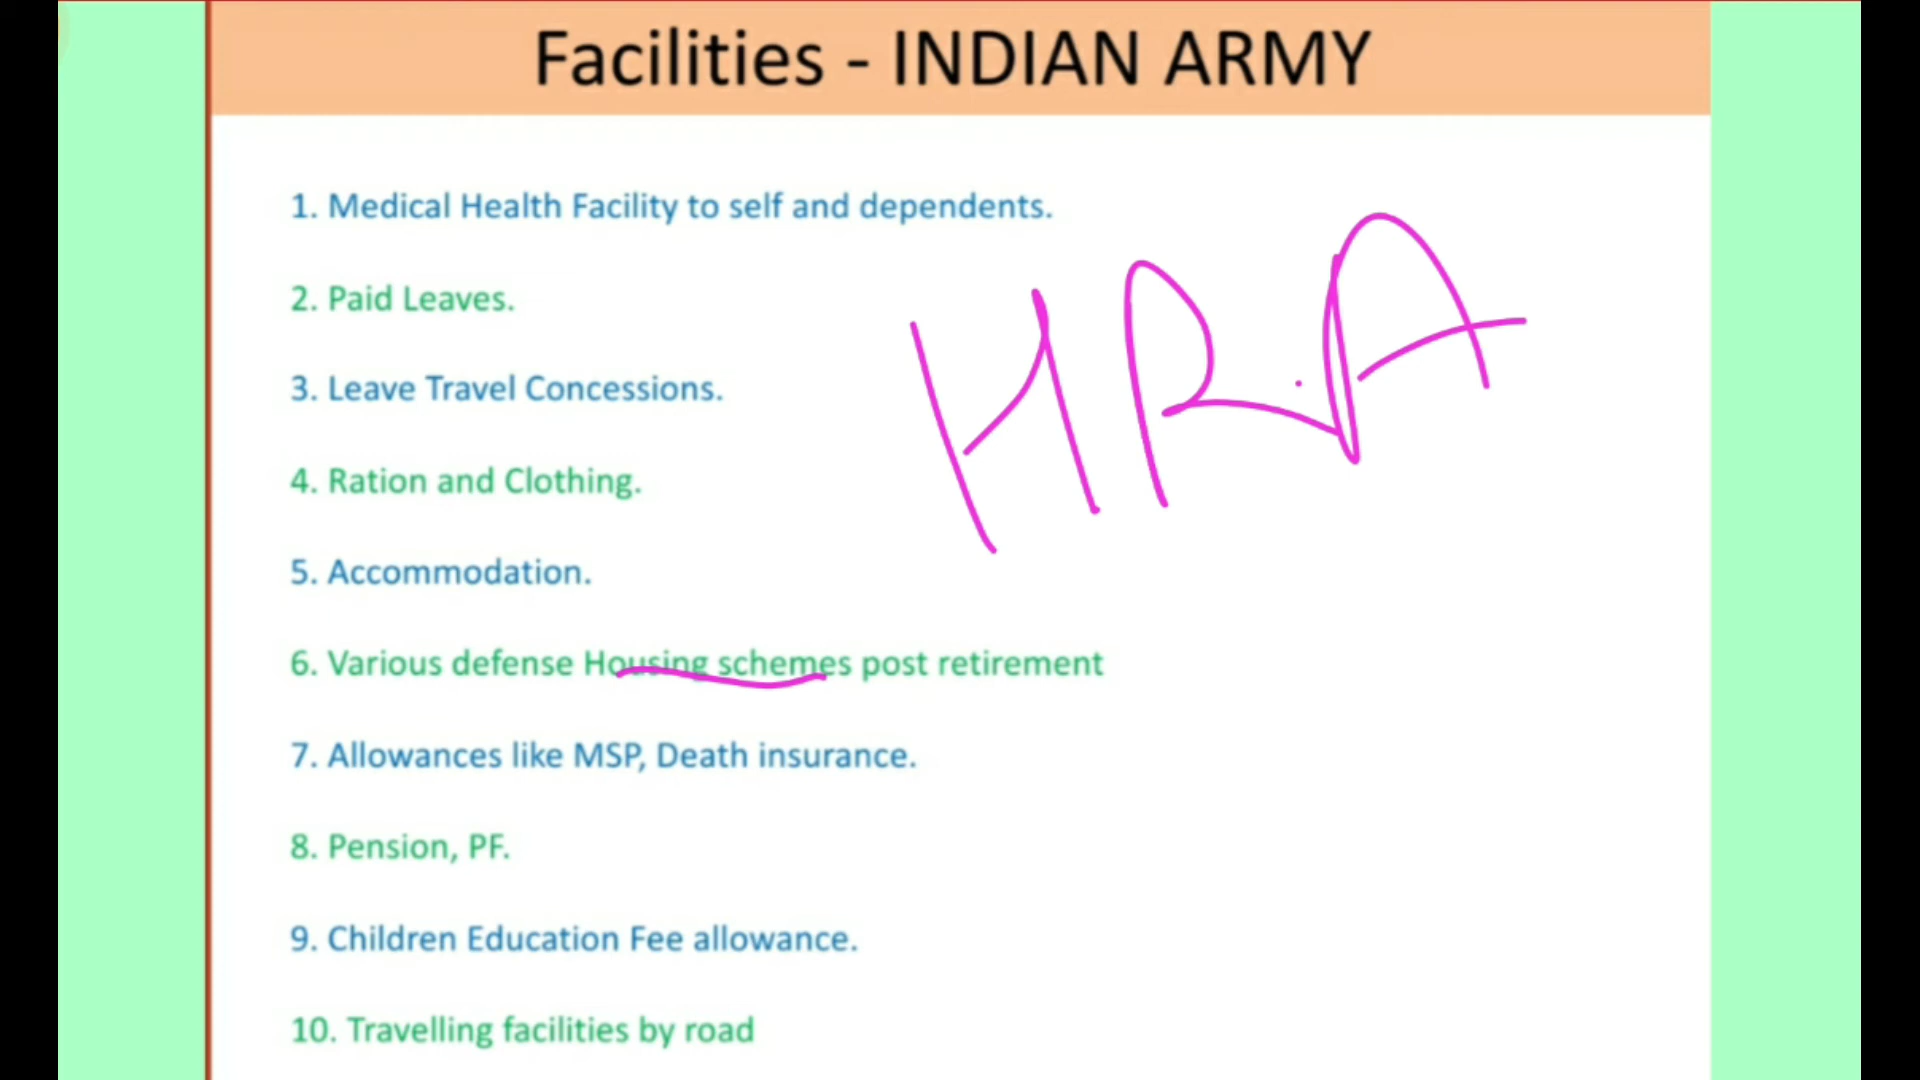 Facilities - INDIAN ARMY
1. Medical Health Facility to self and dependents.
2. Paid Leaves.
HRA
3. Leave Travel Concessions.
4. Ration and Clothing.
5. Accommodation.
6. Various defense Housing schemes post retirement
7. Allowances like MSP, Death insurance.
8. Pension, PF.
9. Children Education Fee allowance.
10. Travelling facilities by road